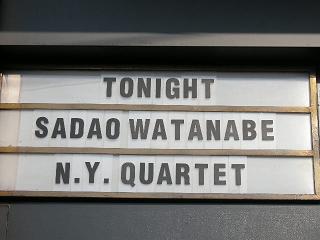 TONIGHT
SADAO WATANABE
N.Y. QUARTET